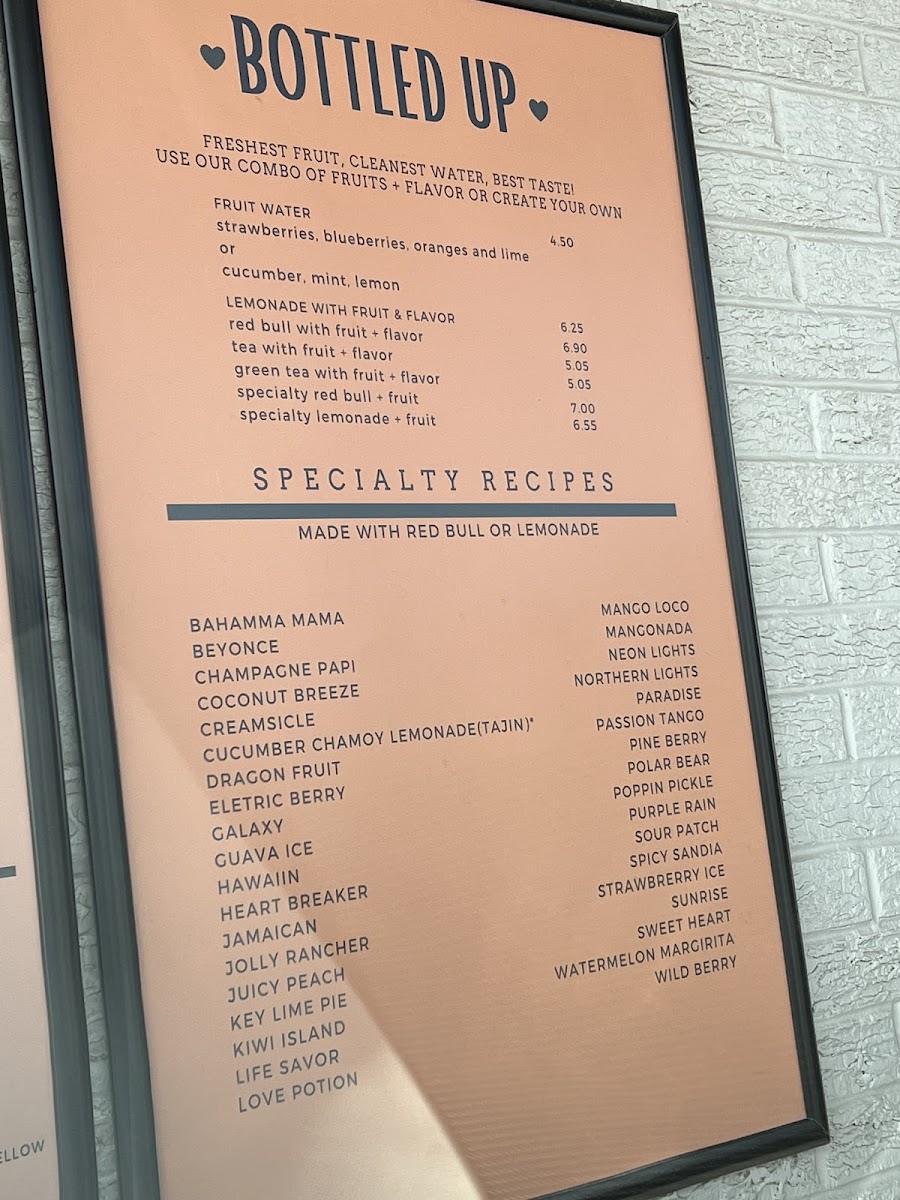 BOTTLED UP
FRESHEST FRUIT, CLEANEST WATER, BEST TASTE!
USE OUR COMBO OF FRUITS + FLAVOR OR CREATE YOUR OWN
FRUIT WATER 4.50
strawberries, blueberries, oranges and lime
or
cucumber, mint, lemon
LEMONADE WITH FRUIT & FLAVOR 6.25
red bull with fruit + flavor 6.90
tea with fruit + flavor 5.05
green tea with fruit + flavor 5.05
specialty red bull + fruit 7.00
specialty lemonade + fruit 6.55
SPECIALTY RECIPES
MADE WITH RED BULL OR LEMONADE
BAHAMMA MAMA
BEYONCE
CHAMPAGNE PAPI
COCONUT BREEZE
CREAMSICLE
CUCUMBER CHAMOY LEMONADE(TAJIN)*
DRAGON FRUIT
ELETRIC BERRY
GALAXY
GUAVA ICE
HAWAIIN
HEART BREAKER
JAMAICAN
JOLLY RANCHER
JUICY PEACH
KEY LIME PIE
KIWI ISLAND
LIFE SAVOR
LOVE POTION
MANGO LOCO
MANGONADA
NEON LIGHTS
NORTHERN LIGHTS
PARADISE
PASSION TANGO
PINE BERRY
POLAR BEAR
POPPIN PICKLE
PURPLE RAIN
SOUR PATCH
SPICY SANDIA
STRAWBRERRY ICE
SUNRISE
SWEET HEART
WATERMELON MARGIRITA
WILD BERRY
ELLOW